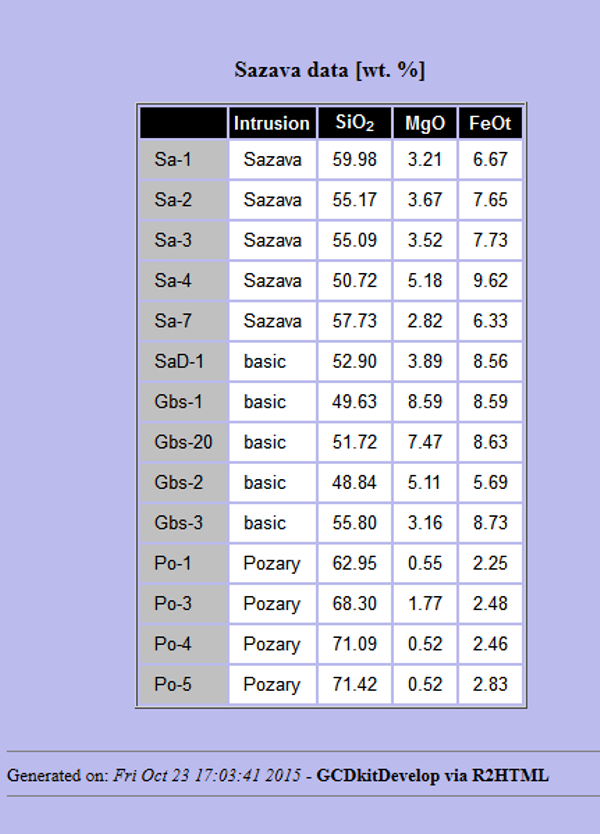 Sazava data [wt. %]
Intrusion SiO₂ MgO FeOt
Sa-1 Sazava 59.98 3.21 6.67
Sa-2 Sazava 55.17 3.67 7.65
Sa-3 Sazava 55.09 3.52 7.73
Sa-4 Sazava 50.72 5.18 9.62
Sa-7 Sazava 57.73 2.82 6.33
SaD-1 basic 52.90 3.89 8.56
Gbs-1 basic 49.63 8.59 8.59
Gbs-20 basic 51.72 7.47 8.63
Gbs-2 basic 48.84 5.11 5.69
Gbs-3 basic 55.80 3.16 8.73
Po-1 Pozary 62.95 0.55 2.25
Po-3 Pozary 68.30 1.77 2.48
Po-4 Pozary 71.09 0.52 2.46
Po-5 Pozary 71.42 0.52 2.83
Generated on: Fri Oct 23 17:03:41 2015 - GCDkitDevelop via R2HTML